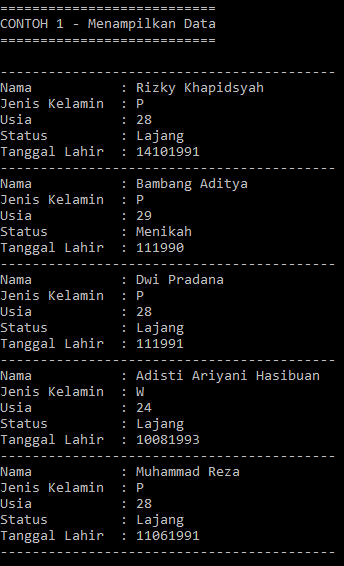 ===========================
CONTOH 1 - Menampilkan Data
===========================
------------------------------------------
Nama           : Rizky Khapidsyah
Jenis Kelamin  : P
Usia           : 28
Status         : Lajang
Tanggal Lahir  : 14101991
------------------------------------------
Nama           : Bambang Aditya
Jenis Kelamin  : P
Usia           : 29
Status         : Menikah
Tanggal Lahir  : 111990
------------------------------------------
Nama           : Dwi Pradana
Jenis Kelamin  : P
Usia           : 28
Status         : Lajang
Tanggal Lahir  : 111991
------------------------------------------
Nama           : Adisti Ariyani Hasibuan
Jenis Kelamin  : W
Usia           : 24
Status         : Lajang
Tanggal Lahir  : 10081993
------------------------------------------
Nama           : Muhammad Reza
Jenis Kelamin  : P
Usia           : 28
Status         : Lajang
Tanggal Lahir  : 11061991
------------------------------------------